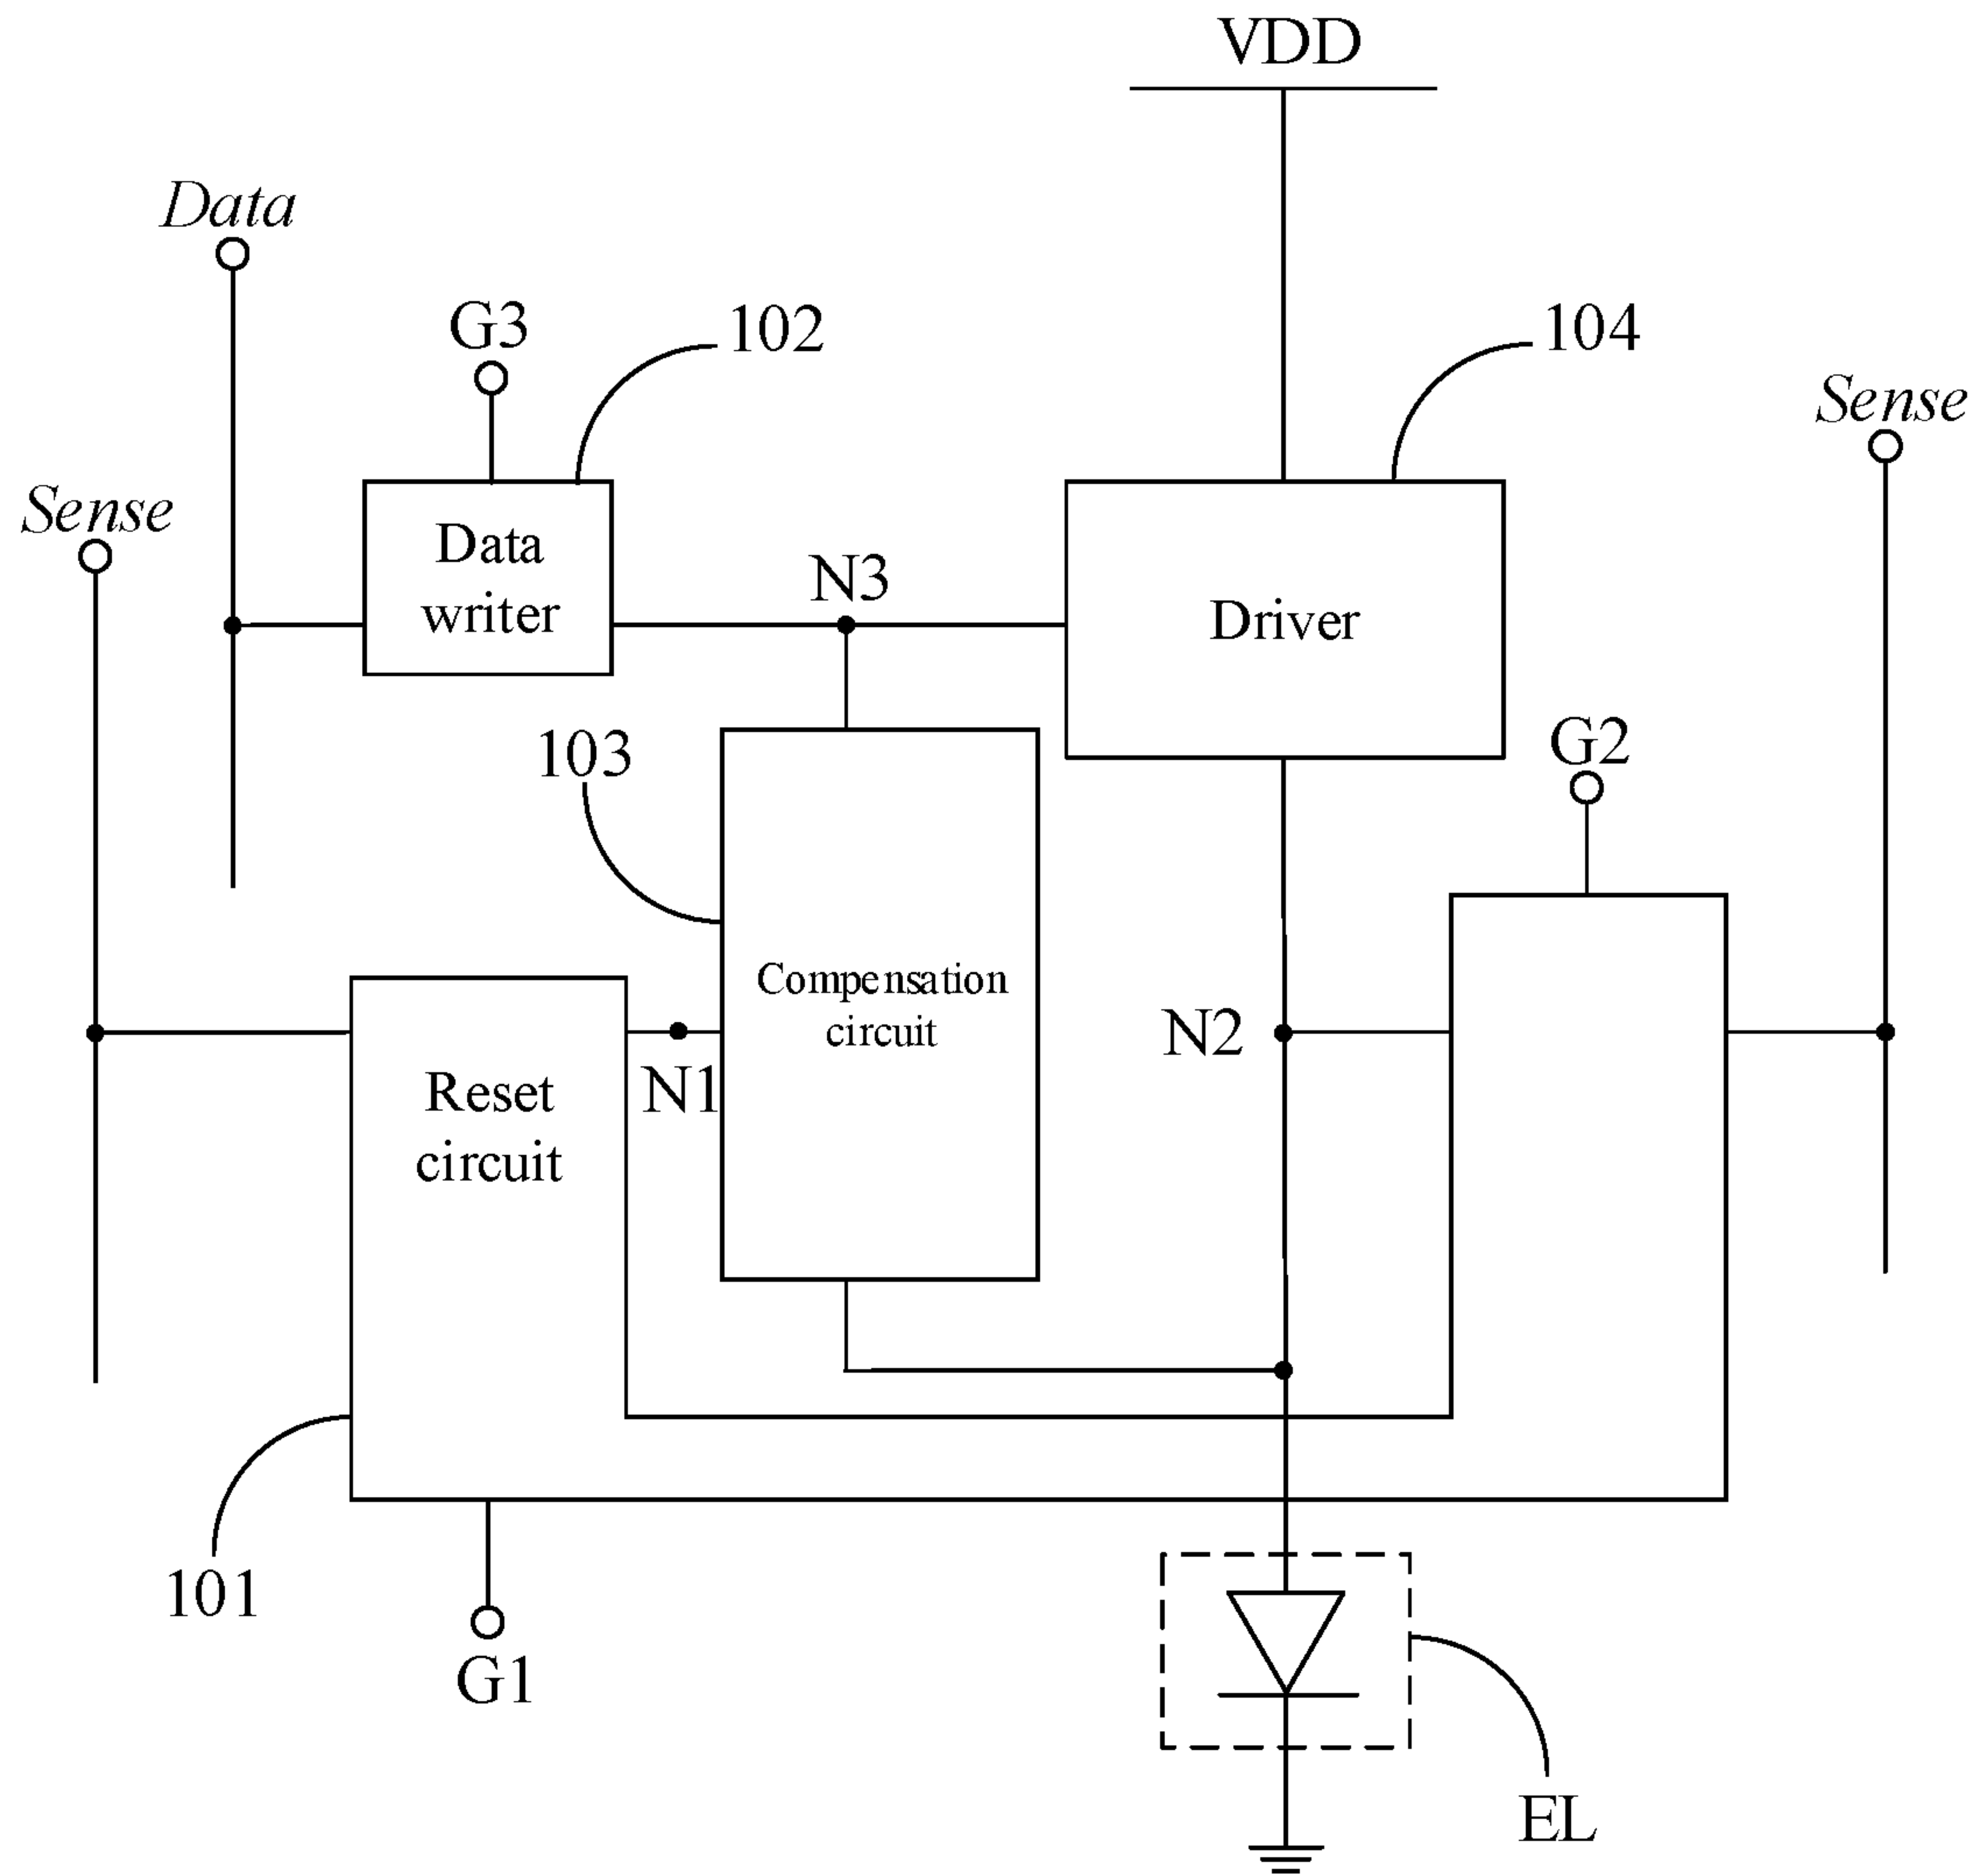 VDD
Data
G3
102
104
Sense
Sense
Data
writer
N3
Driver
103
G2
Compensation
circuit
N1
N2
Reset
circuit
101
G1
EL